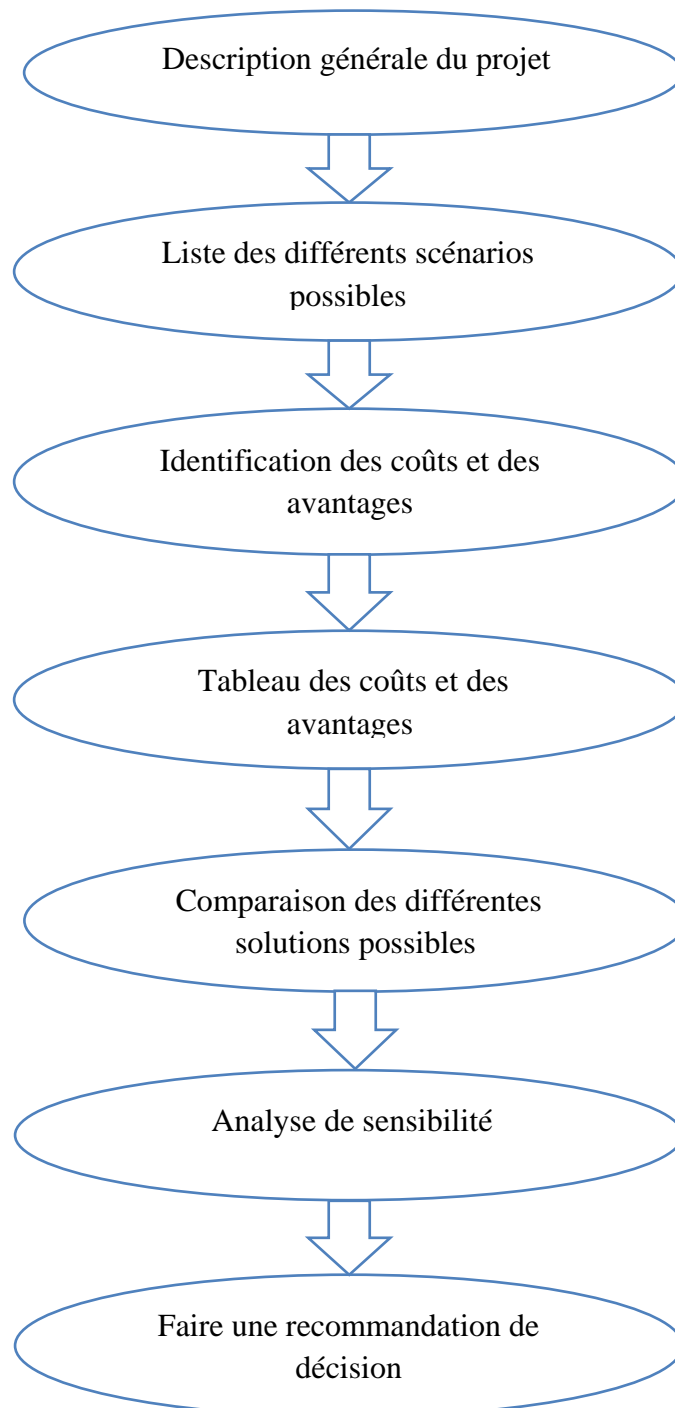 Description générale du projet
Liste des différents scénarios
possibles
Identification des coûts et des
avantages
Tableau des coûts et des
avantages
Comparaison des différentes
solutions possibles
Analyse de sensibilité
Faire une recommandation de
décision